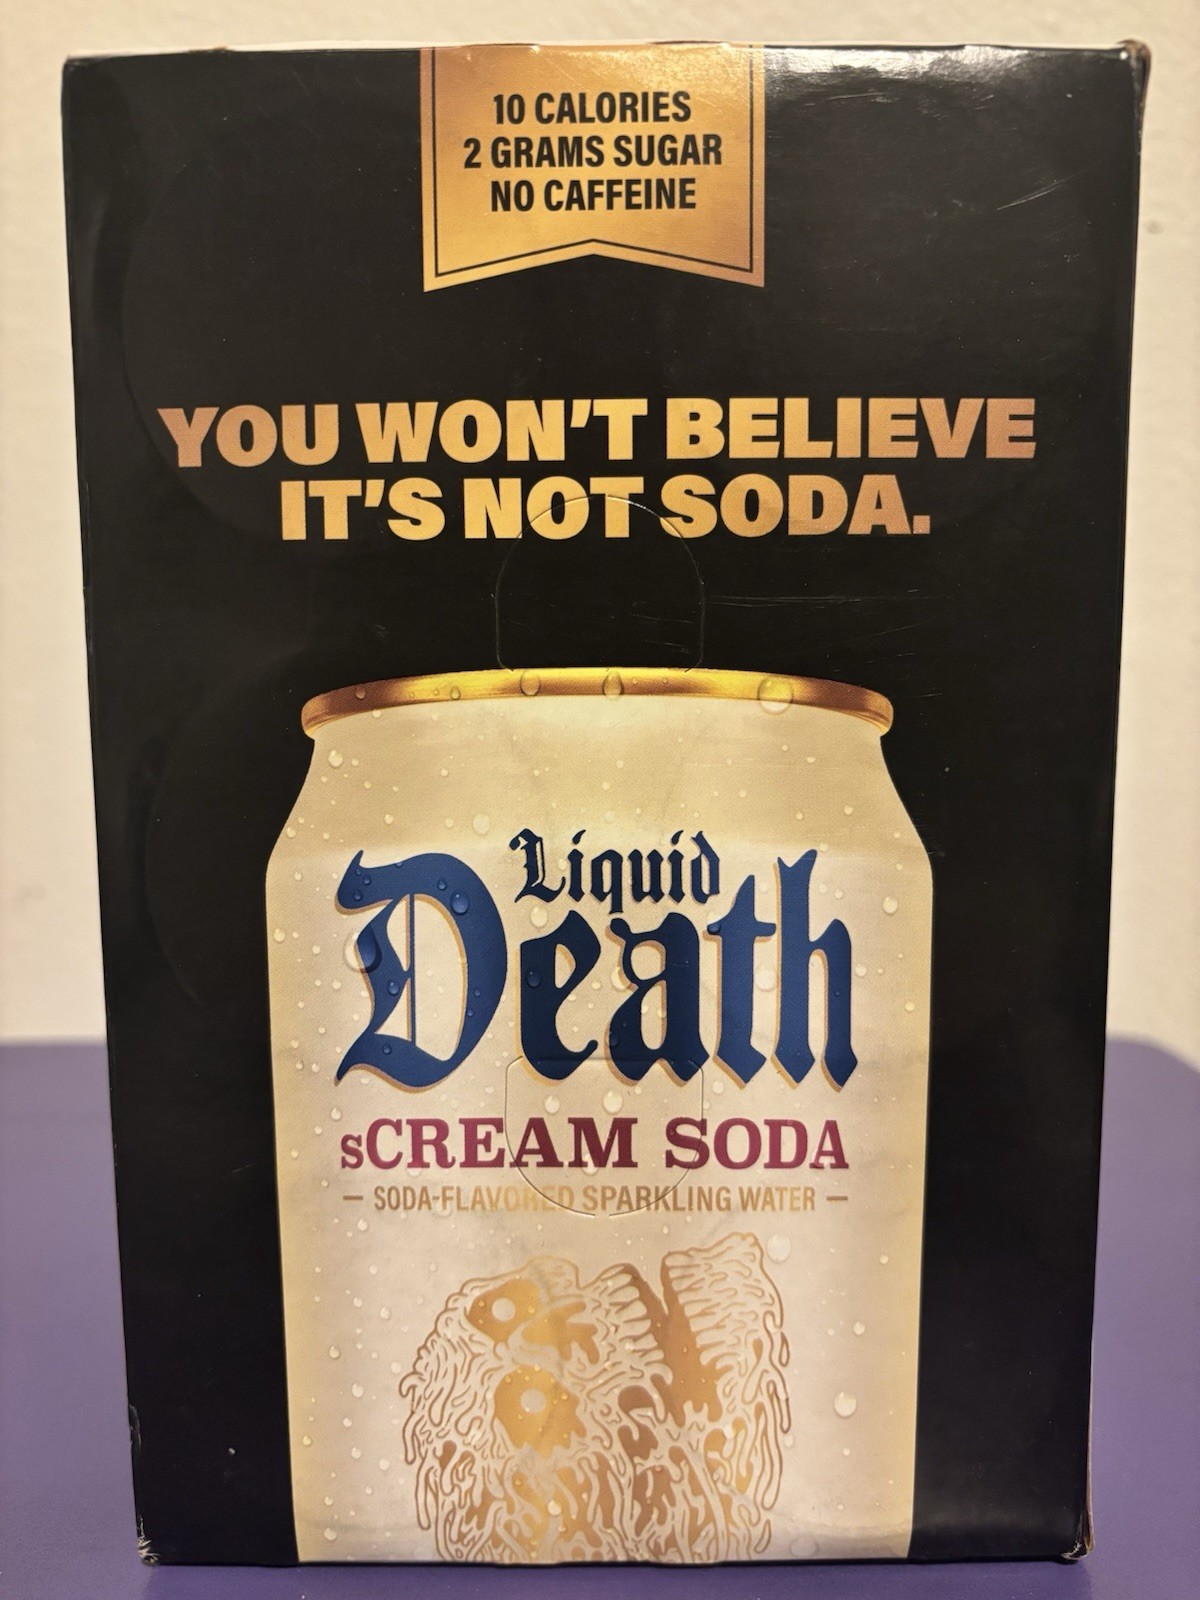 10 CALORIES
2 GRAMS SUGAR
NO CAFFEINE
YOU WON'T BELIEVE
IT'S NOT SODA.
Liquid
Death
sCREAM SODA
– SODA-FLAVORED SPARKLING WATER –